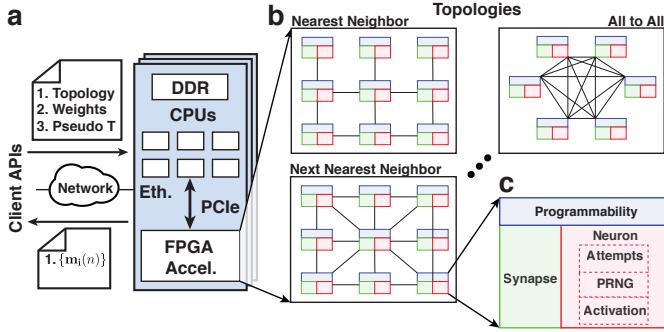 a
Client APIs
1. Topology
2. Weights
3. Pseudo T
Network
Eth.
1. {m_i(n)}
DDR
CPUs
PCIe
FPGA
Accel.
b
Topologies
Nearest Neighbor
All to All
Next Nearest Neighbor
c
Programmability
Synapse
Neuron
Attempts
PRNG
Activation